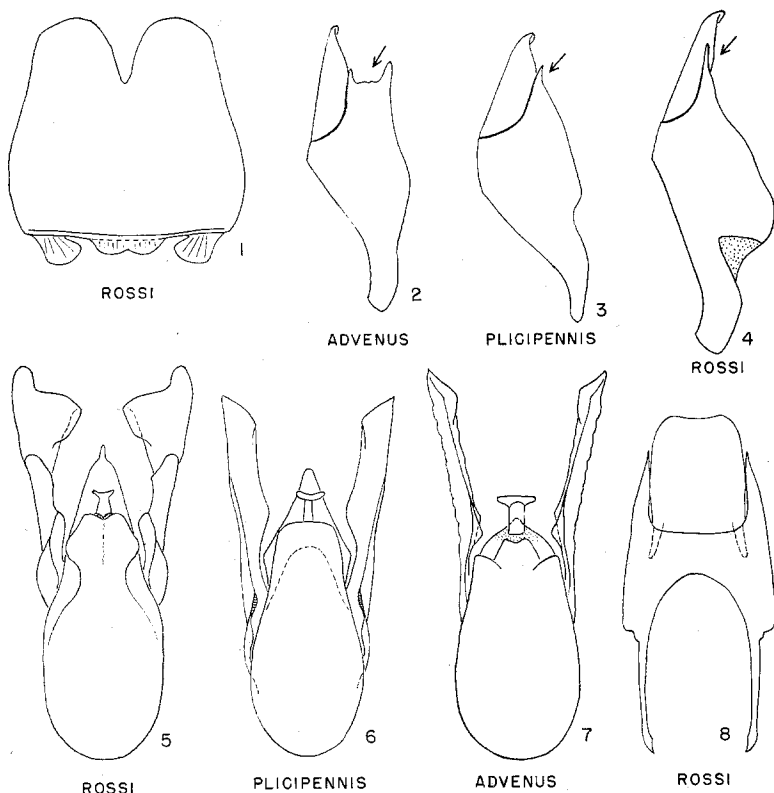 1
ROSSI
2
ADVENUS
3
PLICIPENNIS
4
ROSSI
5
ROSSI
6
PLICIPENNIS
7
ADVENUS
8
ROSSI